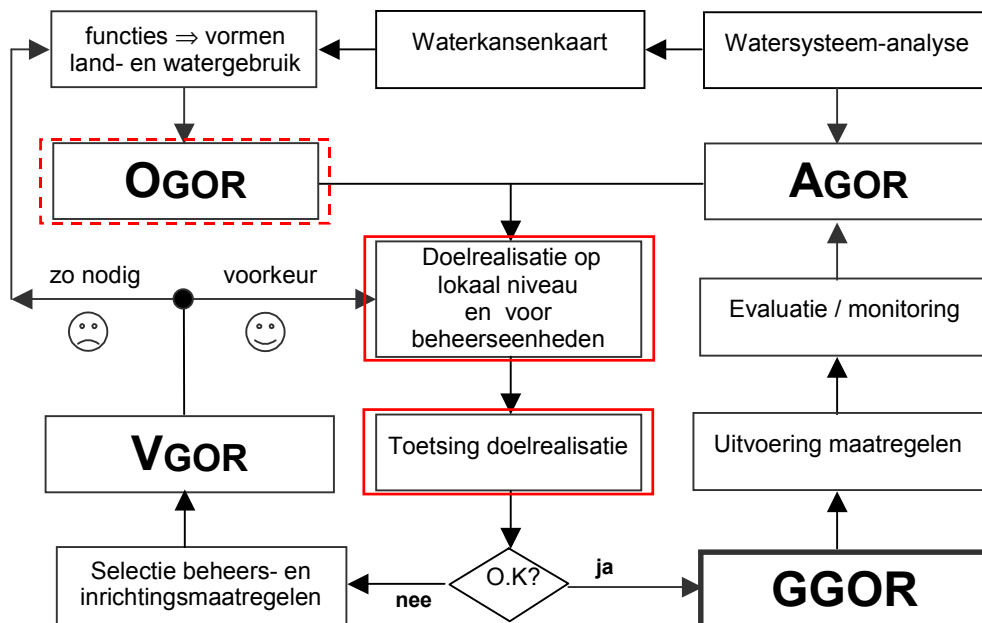 functies ⇒ vormen
land- en watergebruik
Waterkansenkaart
Watersysteem-analyse
OGOR
AGOR
zo nodig
voorkeur
Doelrealisatie op
lokaal niveau
en voor
beheerseenheden
Evaluatie / monitoring
VGOR
Toetsing doelrealisatie
Uitvoering maatregelen
Selectie beheers- en
inrichtingsmaatregelen
nee
O.K?
ja
GGOR